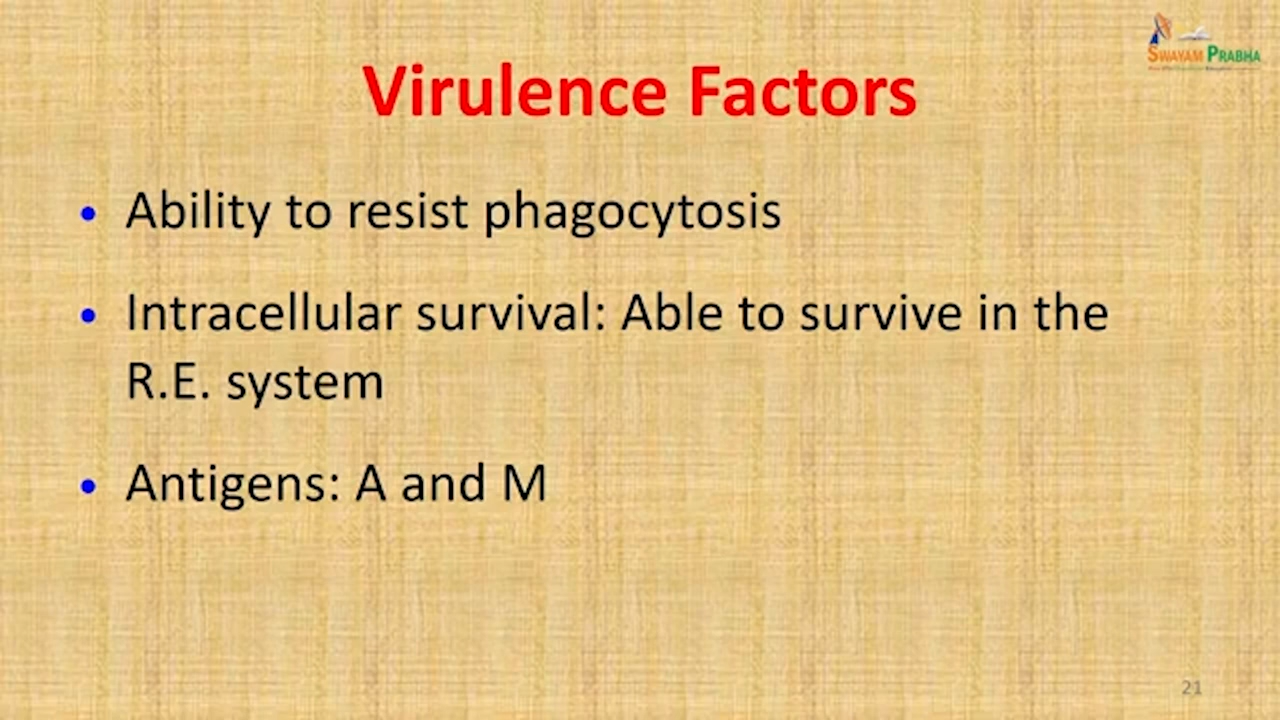 SWAYAM PRABHA
Virulence Factors
• Ability to resist phagocytosis
• Intracellular survival: Able to survive in the
R.E. system
• Antigens: A and M
21